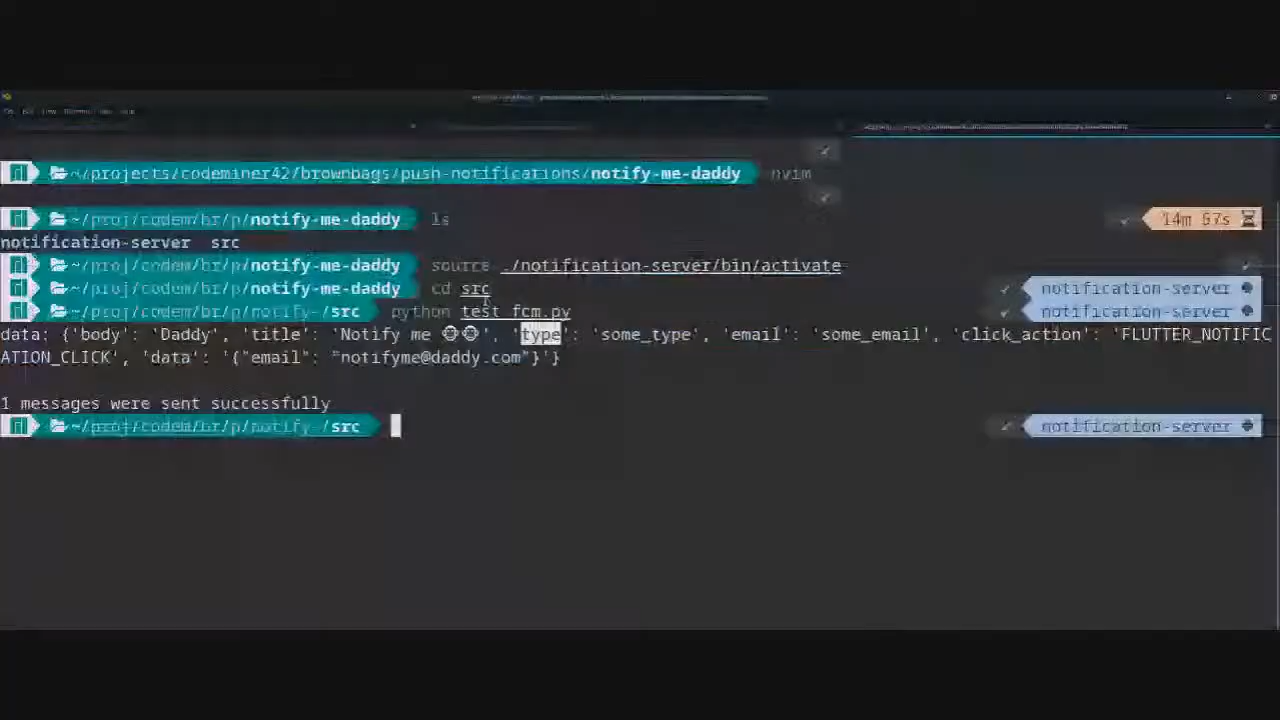 ~/projects/codeminer42/brownbags/push-notifications/notify-me-daddy nvim
~/proj/codem/br/p/notify-me-daddy ls 14m 57s
notification-server src
~/proj/codem/br/p/notify-me-daddy source ./notification-server/bin/activate
~/proj/codem/br/p/notify-me-daddy cd src notification-server
~/proj/codem/br/p/notify-/src python test_fcm.py notification-server
data: {'body': 'Daddy', 'title': 'Notify me 🐵🐵', 'type': 'some_type', 'email': 'some_email', 'click_action': 'FLUTTER_NOTIFIC
ATION_CLICK', 'data': '{"email": "notifyme@daddy.com"}'}
1 messages were sent successfully
~/proj/codem/br/p/notify-/src notification-server